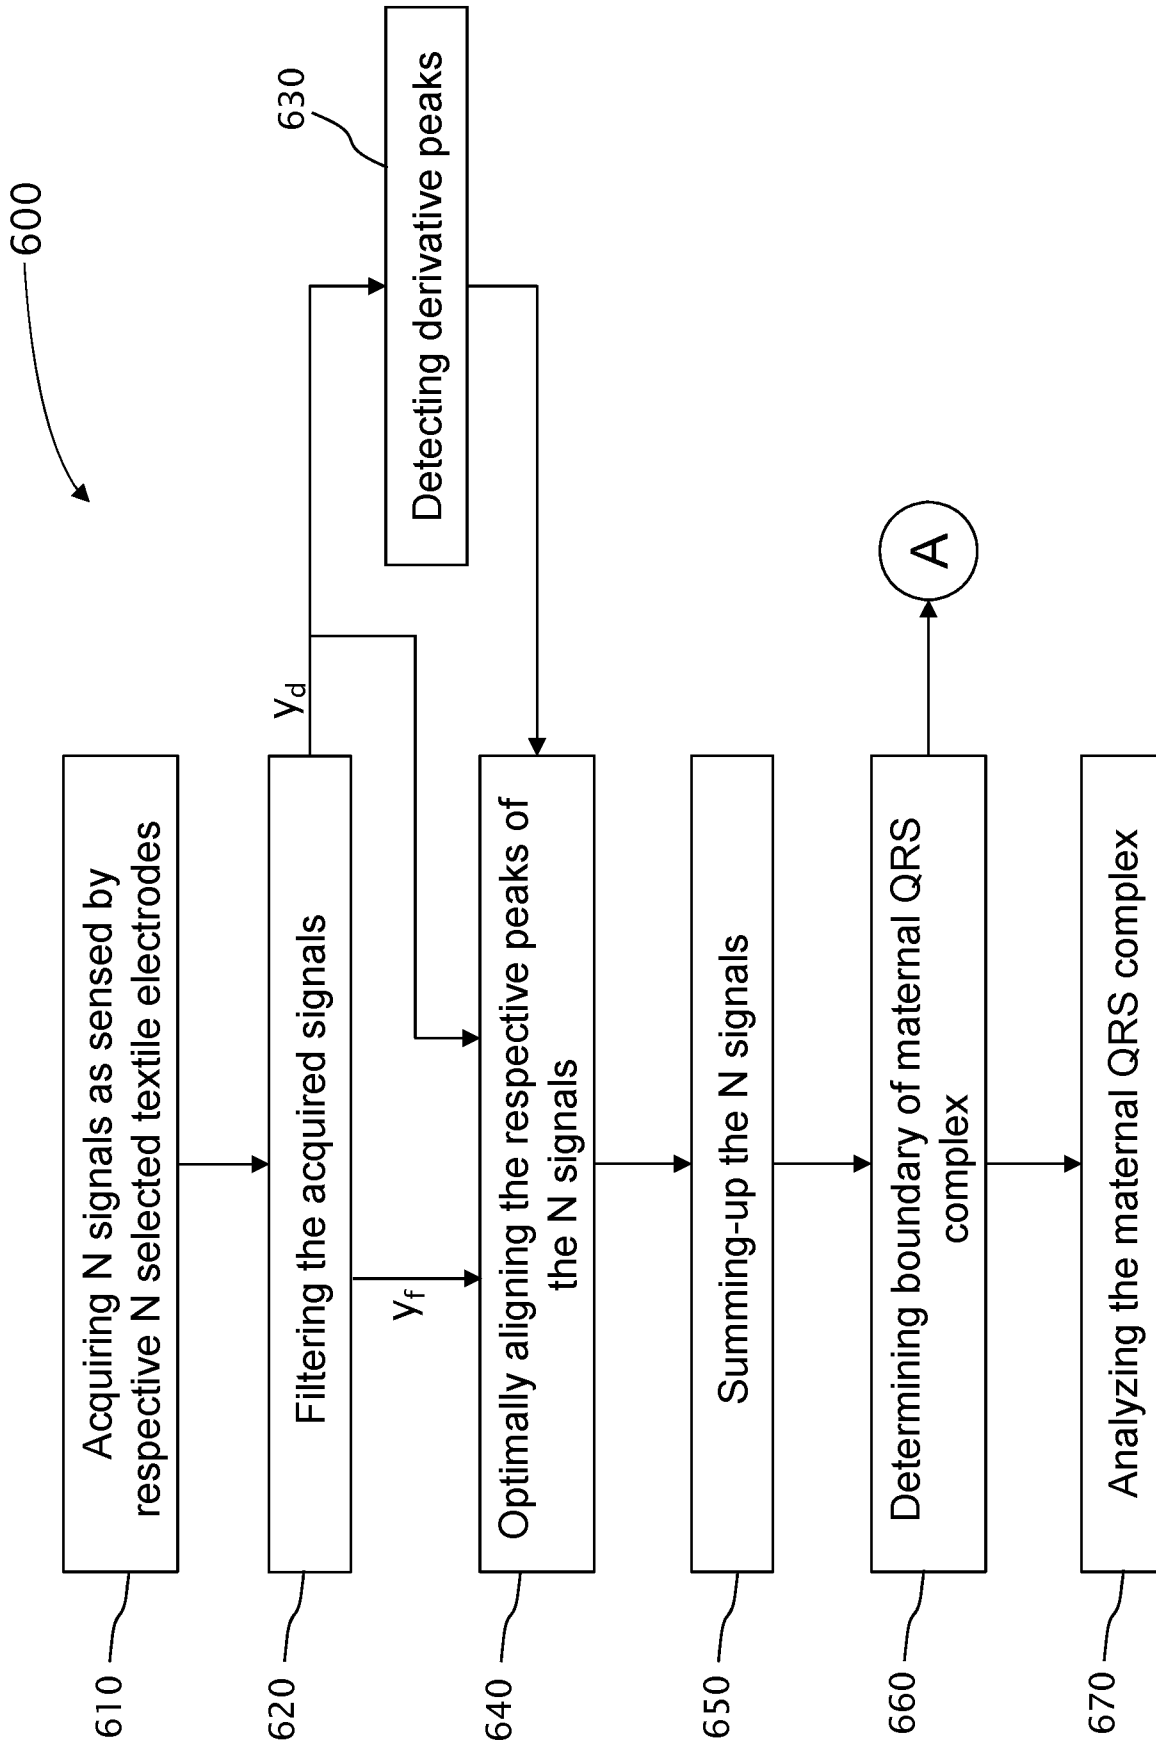 600
610
Acquiring N signals as sensed by
respective N selected textile electrodes
620
Filtering the acquired signals
yd
630
Detecting derivative peaks
yf
640
Optimally aligning the respective peaks of
the N signals
650
Summing-up the N signals
660
Determining boundary of maternal QRS
complex
A
670
Analyzing the maternal QRS complex